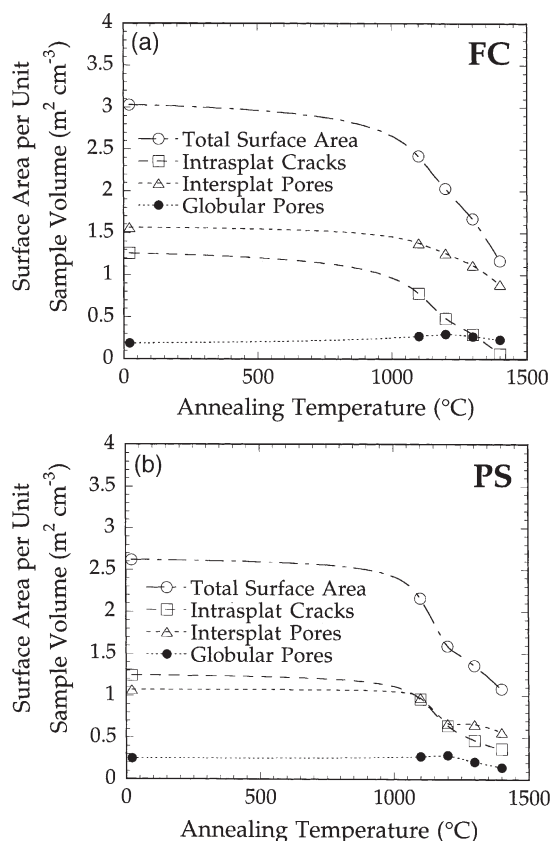 (a)
FC
4
3.5
3
2.5
2
1.5
1
0.5
0
Surface Area per Unit
Sample Volume (m² cm⁻³)
Total Surface Area
Intrasplat Cracks
Intersplat Pores
Globular Pores
0 500 1000 1500
Annealing Temperature (°C)
(b)
PS
4
3.5
3
2.5
2
1.5
1
0.5
0
Surface Area per Unit
Sample Volume (m² cm⁻³)
Total Surface Area
Intrasplat Cracks
Intersplat Pores
Globular Pores
0 500 1000 1500
Annealing Temperature (°C)